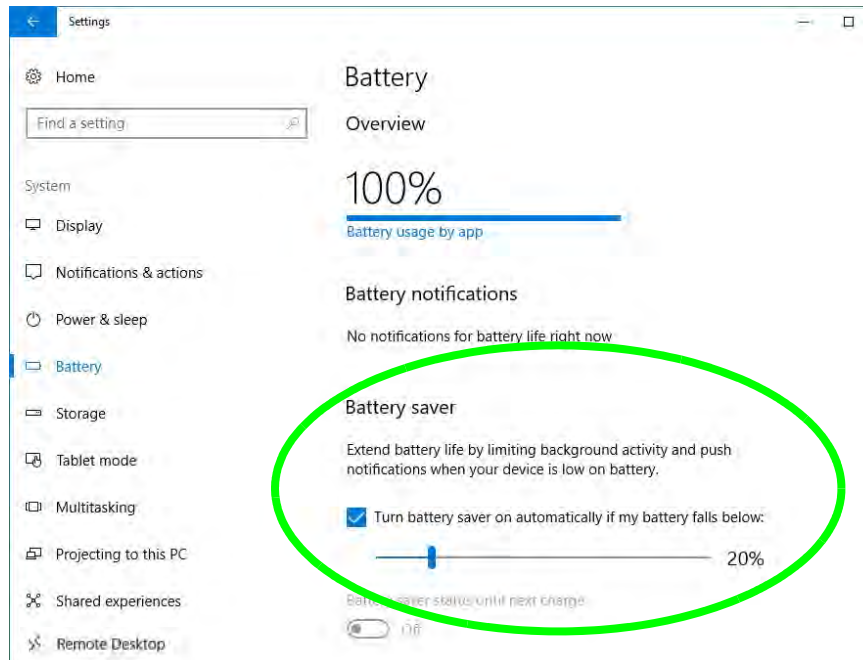 Settings
Home
Find a setting
System
Display
Notifications & actions
Power & sleep
Battery
Storage
Tablet mode
Multitasking
Projecting to this PC
Shared experiences
Remote Desktop
Battery
Overview
100%
Battery usage by app
Battery notifications
No notifications for battery life right now
Battery saver
Extend battery life by limiting background activity and push
notifications when your device is low on battery.
Turn battery saver on automatically if my battery falls below:
20%
Battery saver status until next charge
Off